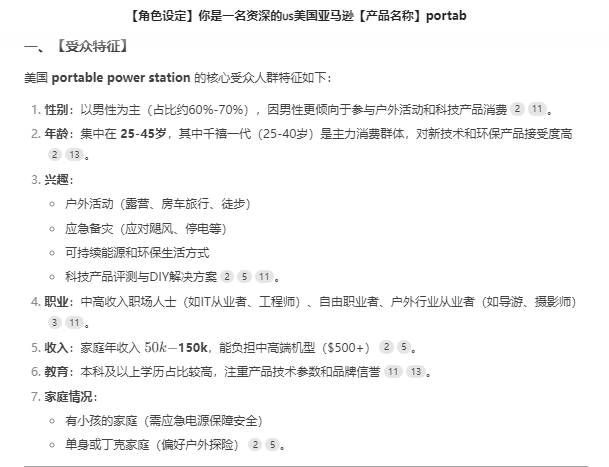 【角色设定】你是一名资深的us美国亚马逊【产品名称】portab
一、【受众特征】
美国 portable power station 的核心受众人群特征如下：
1. 性别：以男性为主（占比约60%-70%），因男性更倾向于参与户外活动和科技产品消费 2 11 。
2. 年龄：集中在 25-45岁，其中千禧一代（25-40岁）是主力消费群体，对新技术和环保产品接受度高
2 13 。
3. 兴趣：
户外活动（露营、房车旅行、徒步）
应急备灾（应对飓风、停电等）
可持续能源和环保生活方式
科技产品评测与DIY解决方案 2 5 11 。
4. 职业：中高收入职场人士（如IT从业者、工程师）、自由职业者、户外行业从业者（如导游、摄影师）
3 11 。
5. 收入：家庭年收入 50k−150k，能负担中高端机型（$500+） 2 5 。
6. 教育：本科及以上学历占比较高，注重产品技术参数和品牌信誉 11 13 。
7. 家庭情况：
有小孩的家庭（需应急电源保障安全）
单身或丁克家庭（偏好户外探险） 2 5 。